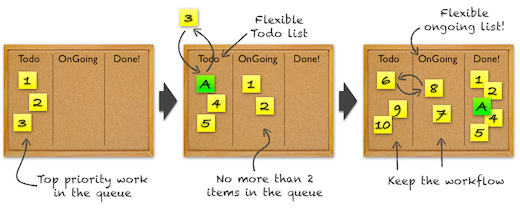 3
Flexible
Todo list
Flexible
ongoing list!
Todo OnGoing Done!
1
2
3
Todo OnGoing Done!
A
4
5
1
2
Todo OnGoing Done!
6
9
10
8
7
1
2
A
4
5
Top priority work
in the queue
No more than 2
items in the queue
Keep the workflow